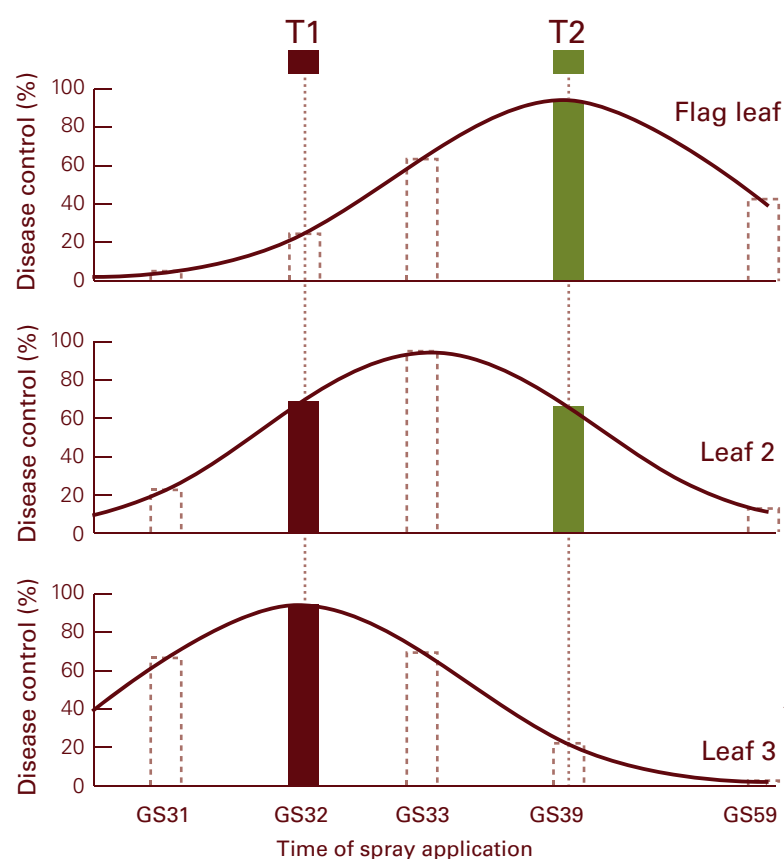 T1 T2
Disease control (%)
100
80
60
40
20
0
Flag leaf
Disease control (%)
100
80
60
40
20
0
Leaf 2
Disease control (%)
100
80
60
40
20
0
Leaf 3
GS31 GS32 GS33 GS39 GS59
Time of spray application